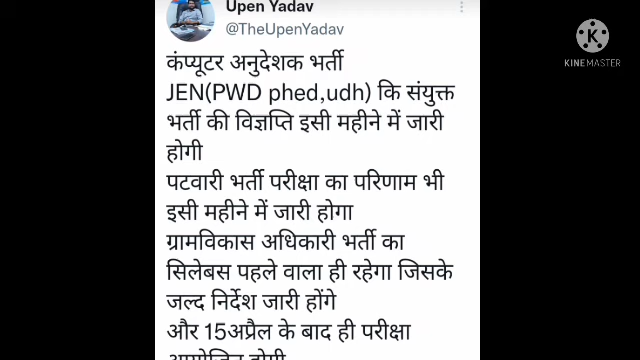 Upen Yadav
@TheUpenYadav
कंप्यूटर अनुदेशक भर्ती
JEN(PWD phed,udh) कि संयुक्त
भर्ती की विज्ञप्ति इसी महीने में जारी
होगी
पटवारी भर्ती परीक्षा का परिणाम भी
इसी महीने में जारी होगा
ग्रामविकास अधिकारी भर्ती का
सिलेबस पहले वाला ही रहेगा जिसके
जल्द निर्देश जारी होंगे
और 15अप्रैल के बाद ही परीक्षा
K
KINEMASTER